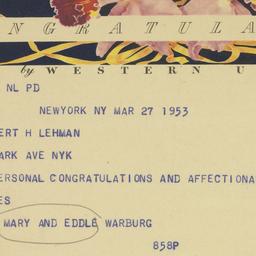 NGRATULA
by WESTERN U
NL PD
NEWYORK NY MAR 27 1953
ERT H LEHMAN
ARK AVE NYK
ERSONAL CONGRATULATIONS AND AFFECTIONA
ES
MARY AND EDDLE WARBURG
858P